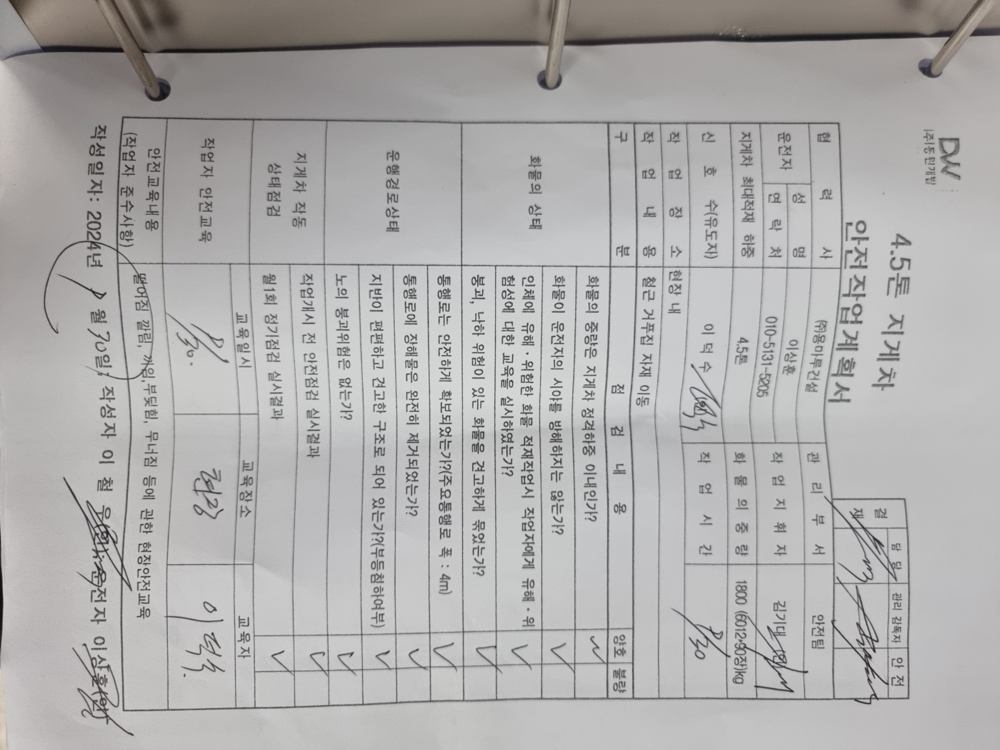 DW
(주)동원개발
4.5톤 지게차
안전작업계획서
결재 담당 관리 감독자 안전
협력사 (주)용마루건설 관리부서 안전팀
운전자 성명 이상훈 작업지휘자 김기대
연락처 010-5131-5205
지게차 최대적재 하중 4.5톤 화물의중량 1800 (6012-90장)kg
신호수(유도자) 이덕수 작업시간
작업장소 현장 내
작업내용 철근 거푸집 자재 이동
구분 점검내용 양호 불량
화물의 상태 화물의 중량은 지게차 정격하중 이내인가?
화물이 운전자의 시야를 방해하지는 않는가?
인체에 유해·위험한 화물 적재작업시 작업자에게 유해·위
험성에 대한 교육을 실시하였는가?
붕괴, 낙하 위험이 있는 화물을 견고하게 묶었는가?
운행경로상태 통행로는 안전하게 확보되었는가?(주요통행로 폭 : 4m)
통행로에 장해물은 완전히 제거되었는가?
지반이 편편하고 견고한 구조로 되어 있는가?(부등침하여부)
노의 붕괴위험은 없는가?
지게차 작동 상태점검 작업개시 전 안전점검 실시결과
월1회 정기점검 실시결과
작업자 안전교육 교육일시 교육장소 교육자
현장 이덕수
안전교육내용 (작업자 준수사항) 떨어짐 깔림, 끼임,부딪힘, 무너짐 등에 관한 현장안전교육
작성일자: 2024년 월 30일; 작성자 이 철 우(인);운전자 이상훈(인)